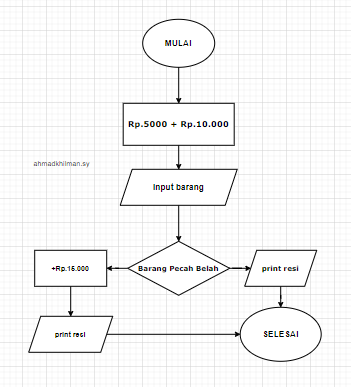 MULAI
Rp.5000 + Rp.10.000
ahmadkhilman.sy
Input barang
Barang Pecah Belah
+Rp.15.000
print resi
print resi
SELESAI